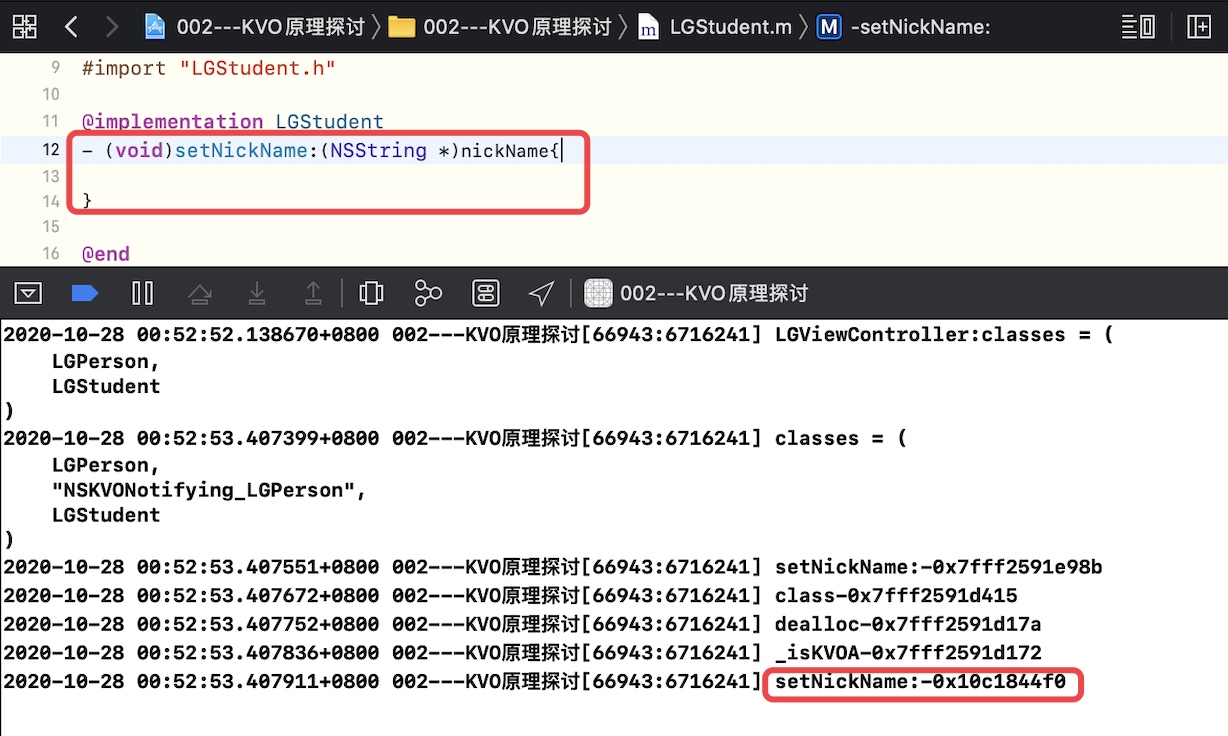 002---KVO原理探讨 〉 002---KVO原理探讨 〉 m LGStudent.m 〉 M -setNickName:
9 #import "LGStudent.h"
10
11 @implementation LGStudent
12 - (void)setNickName:(NSString *)nickName{
13
14 }
15
16 @end
002---KVO原理探讨
2020-10-28 00:52:52.138670+0800 002---KVO原理探讨[66943:6716241] LGViewController:classes = (
    LGPerson,
    LGStudent
)
2020-10-28 00:52:53.407399+0800 002---KVO原理探讨[66943:6716241] classes = (
    LGPerson,
    "NSKVONotifying_LGPerson",
    LGStudent
)
2020-10-28 00:52:53.407551+0800 002---KVO原理探讨[66943:6716241] setNickName:-0x7fff2591e98b
2020-10-28 00:52:53.407672+0800 002---KVO原理探讨[66943:6716241] class-0x7fff2591d415
2020-10-28 00:52:53.407752+0800 002---KVO原理探讨[66943:6716241] dealloc-0x7fff2591d17a
2020-10-28 00:52:53.407836+0800 002---KVO原理探讨[66943:6716241] _isKVOA-0x7fff2591d172
2020-10-28 00:52:53.407911+0800 002---KVO原理探讨[66943:6716241] setNickName:-0x10c1844f0